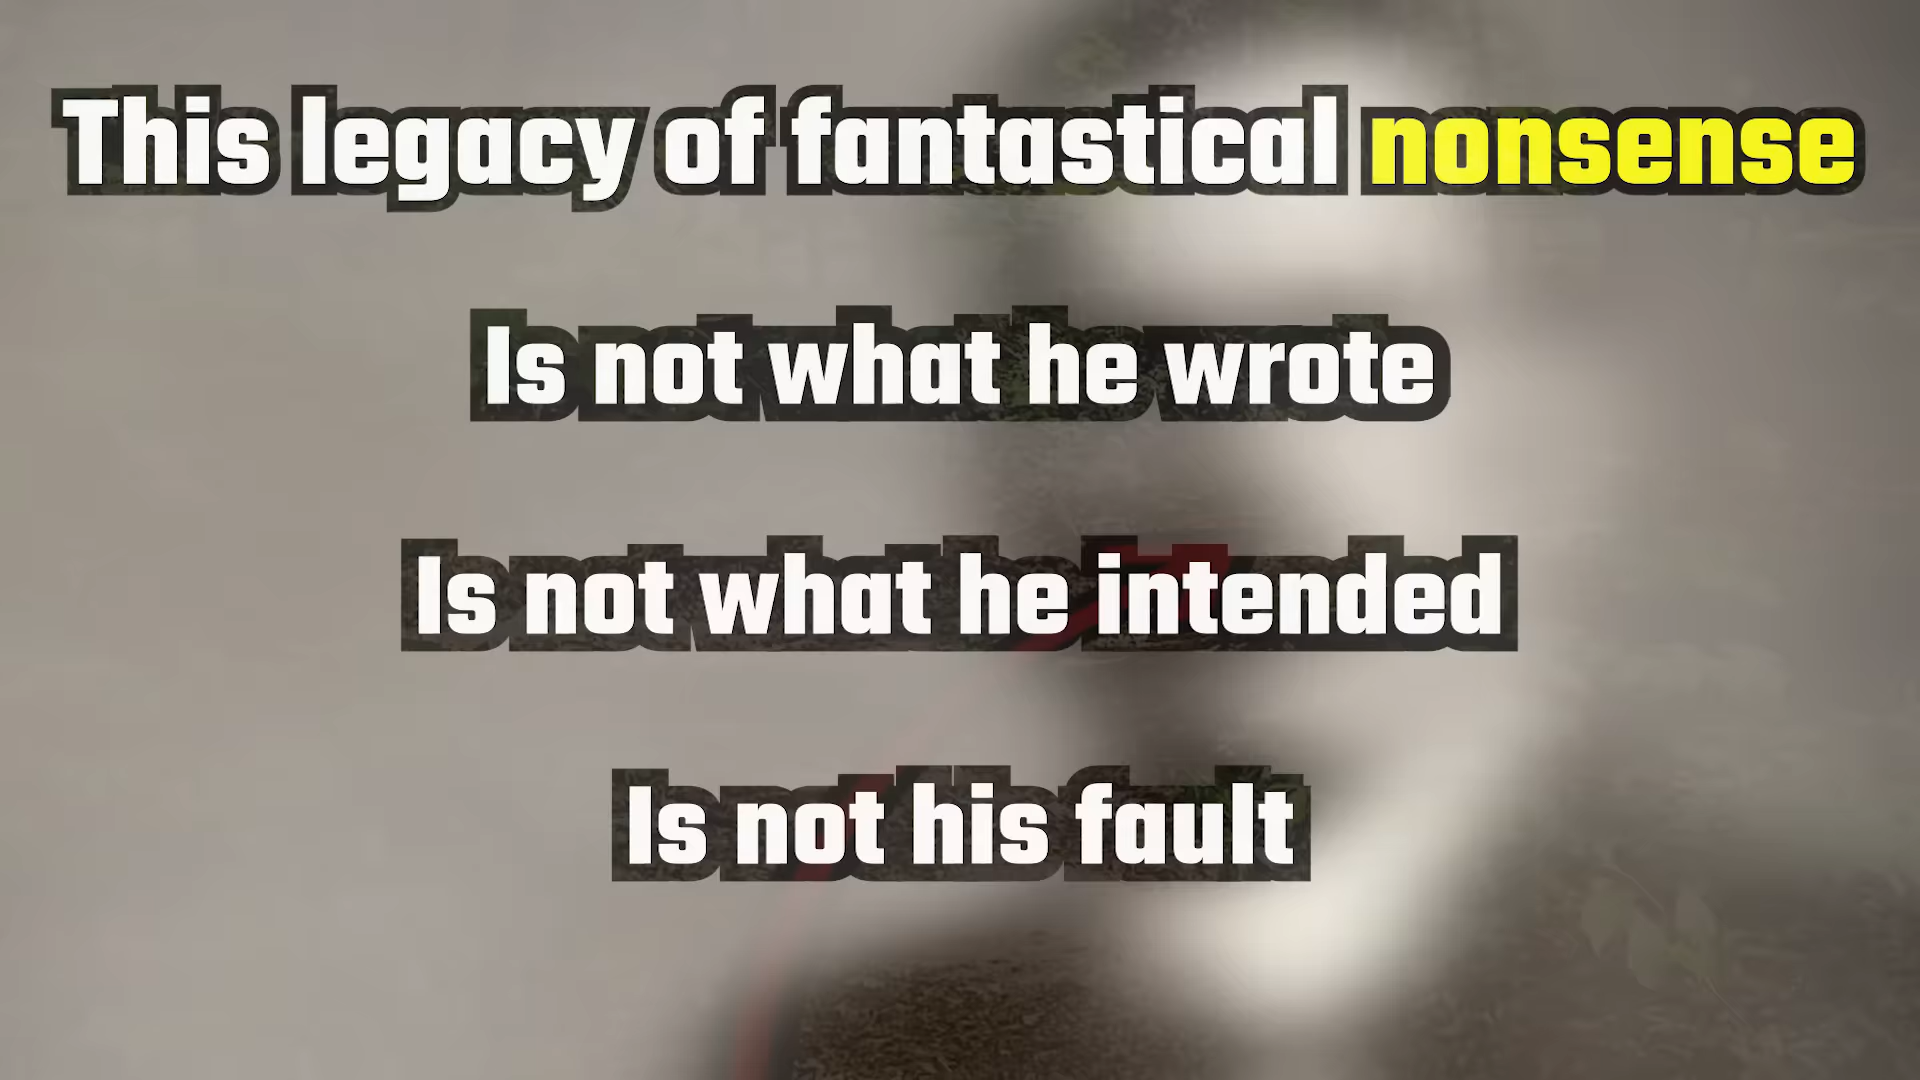 This legacy of fantastical nonsense
Is not what he wrote
Is not what he intended
Is not his fault